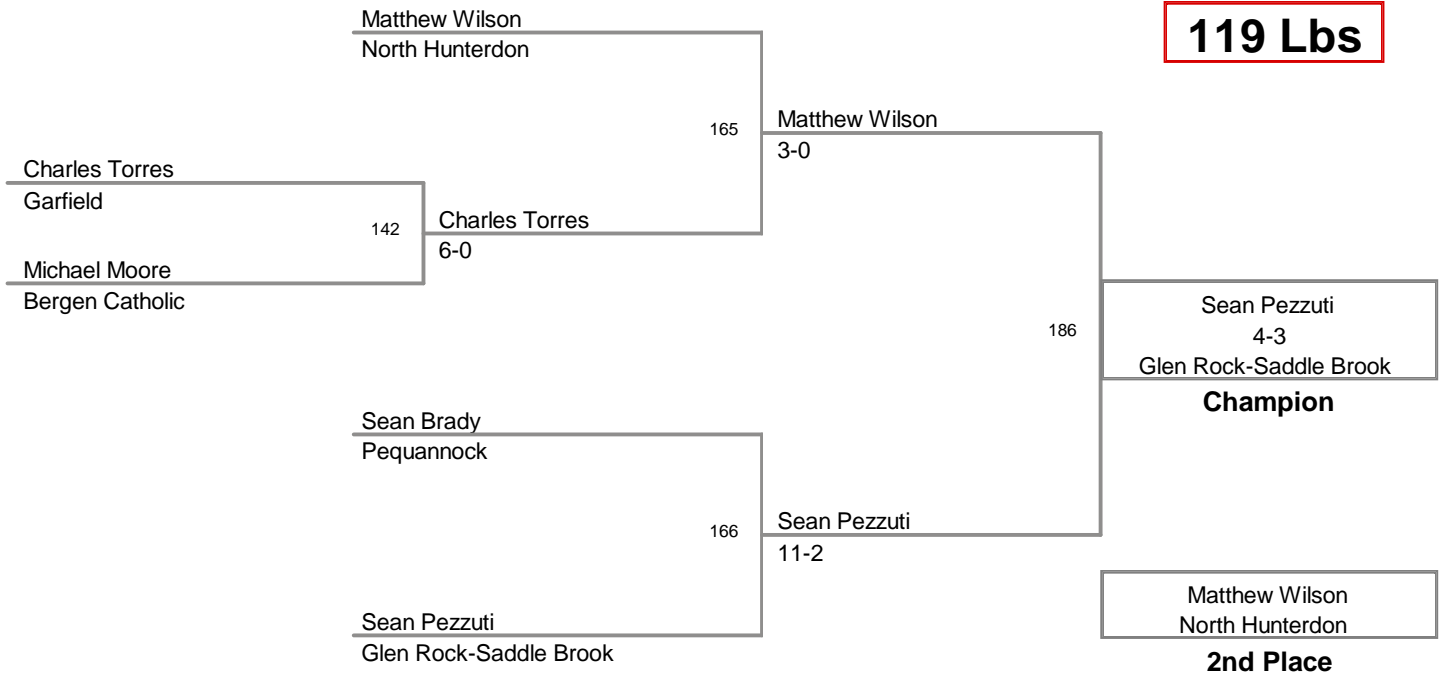 Matthew Wilson
North Hunterdon
119 Lbs
165
Matthew Wilson
3-0
Charles Torres
Garfield
142
Charles Torres
6-0
Michael Moore
Bergen Catholic
186
Sean Pezzuti
4-3
Glen Rock-Saddle Brook
Champion
Sean Brady
Pequannock
166
Sean Pezzuti
11-2
Sean Pezzuti
Glen Rock-Saddle Brook
Matthew Wilson
North Hunterdon
2nd Place